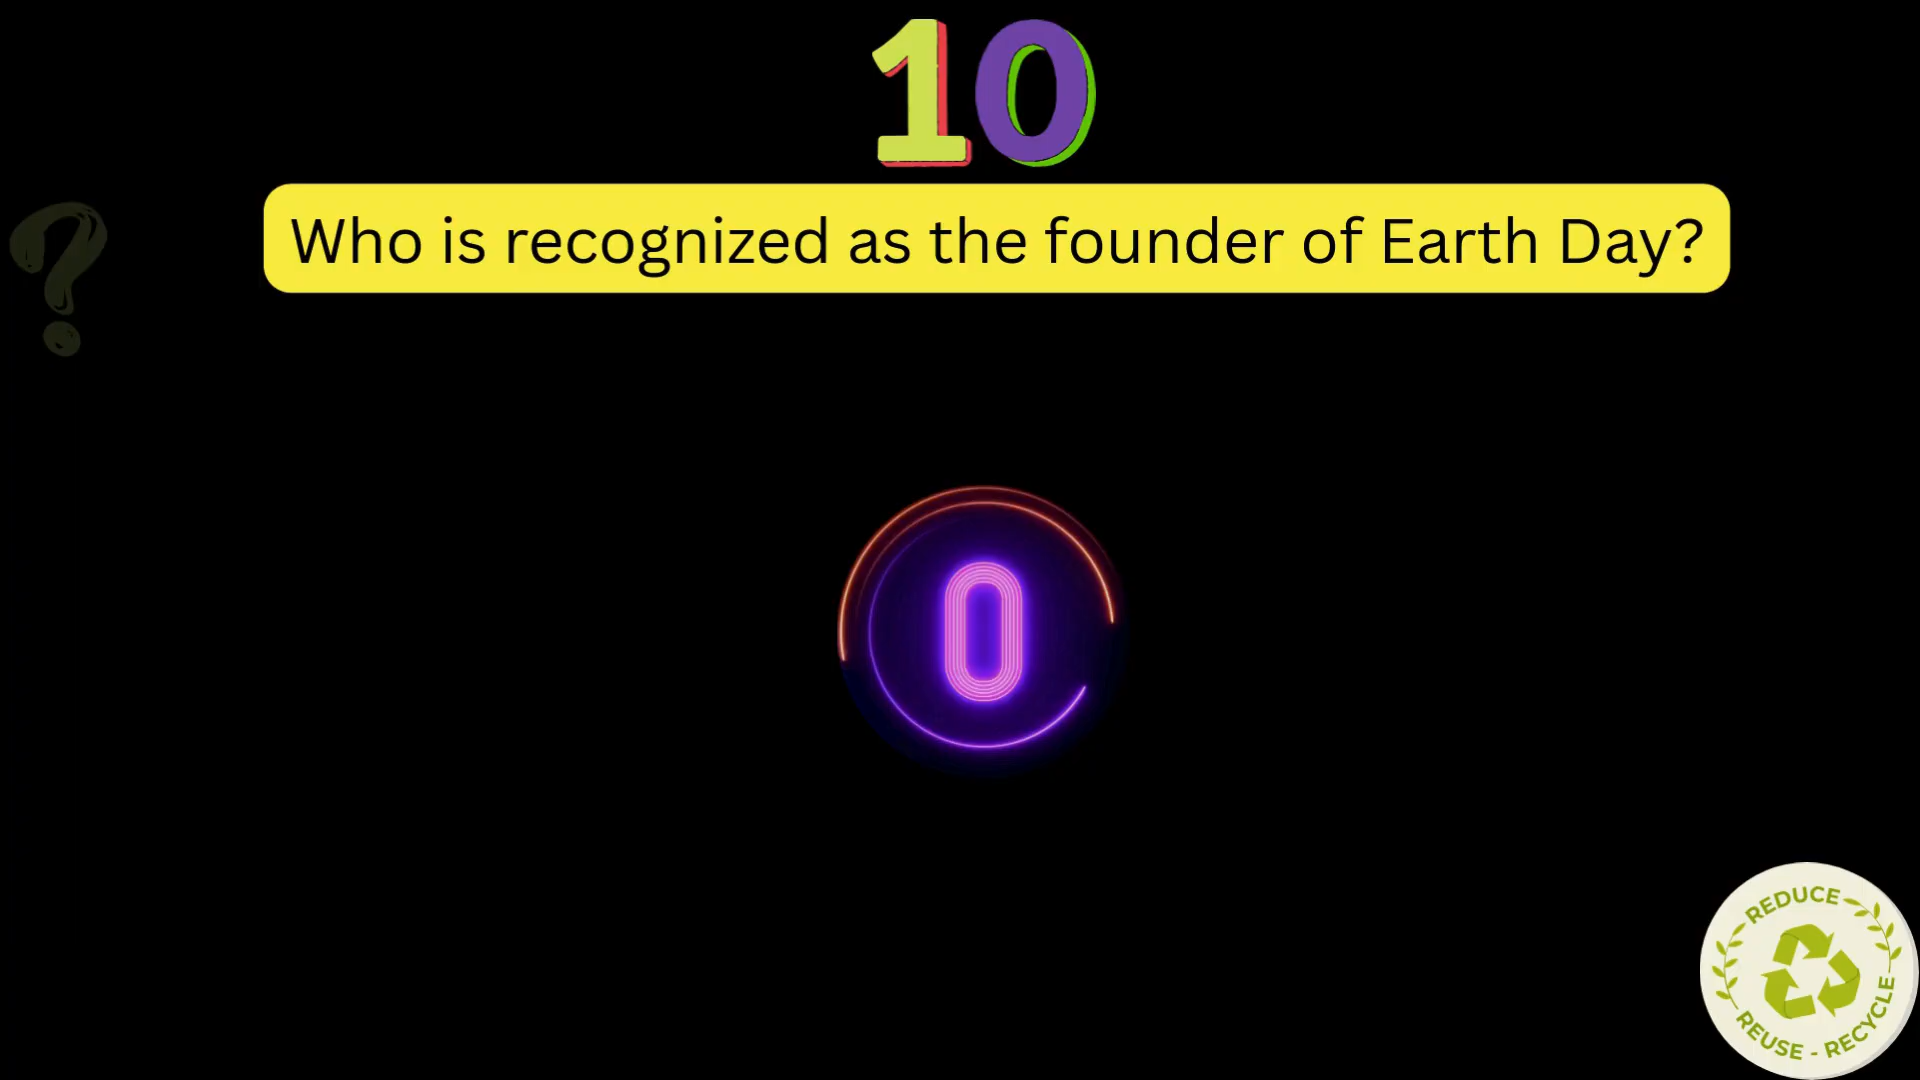 10
Who is recognized as the founder of Earth Day?
?
0
REDUCE
REUSE - RECYCLE